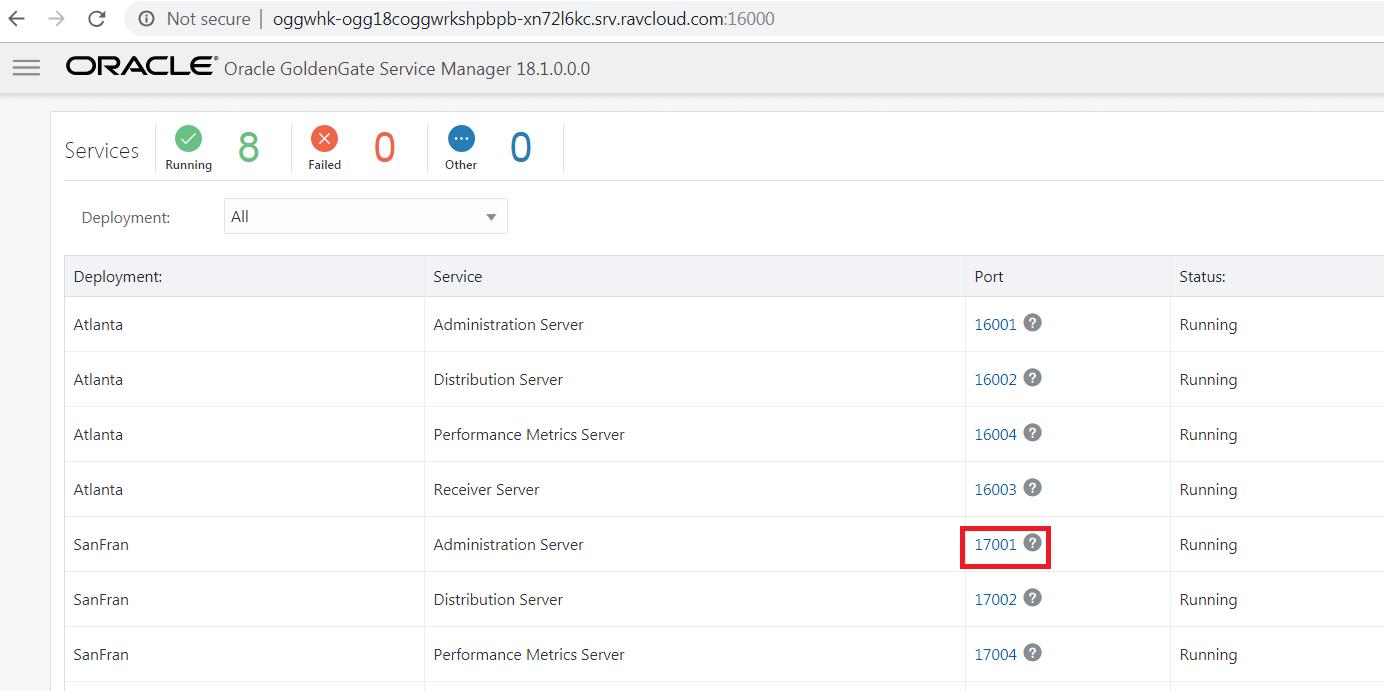 Not secure | oggwhk-ogg18coggwrkshpbpb-xn72l6kc.srv.ravcloud.com:16000
ORACLE® Oracle GoldenGate Service Manager 18.1.0.0.0
Services Running 8 Failed 0 Other 0
Deployment: All
Deployment: Service Port Status:
Atlanta Administration Server 16001 ? Running
Atlanta Distribution Server 16002 ? Running
Atlanta Performance Metrics Server 16004 ? Running
Atlanta Receiver Server 16003 ? Running
SanFran Administration Server 17001 ? Running
SanFran Distribution Server 17002 ? Running
SanFran Performance Metrics Server 17004 ? Running